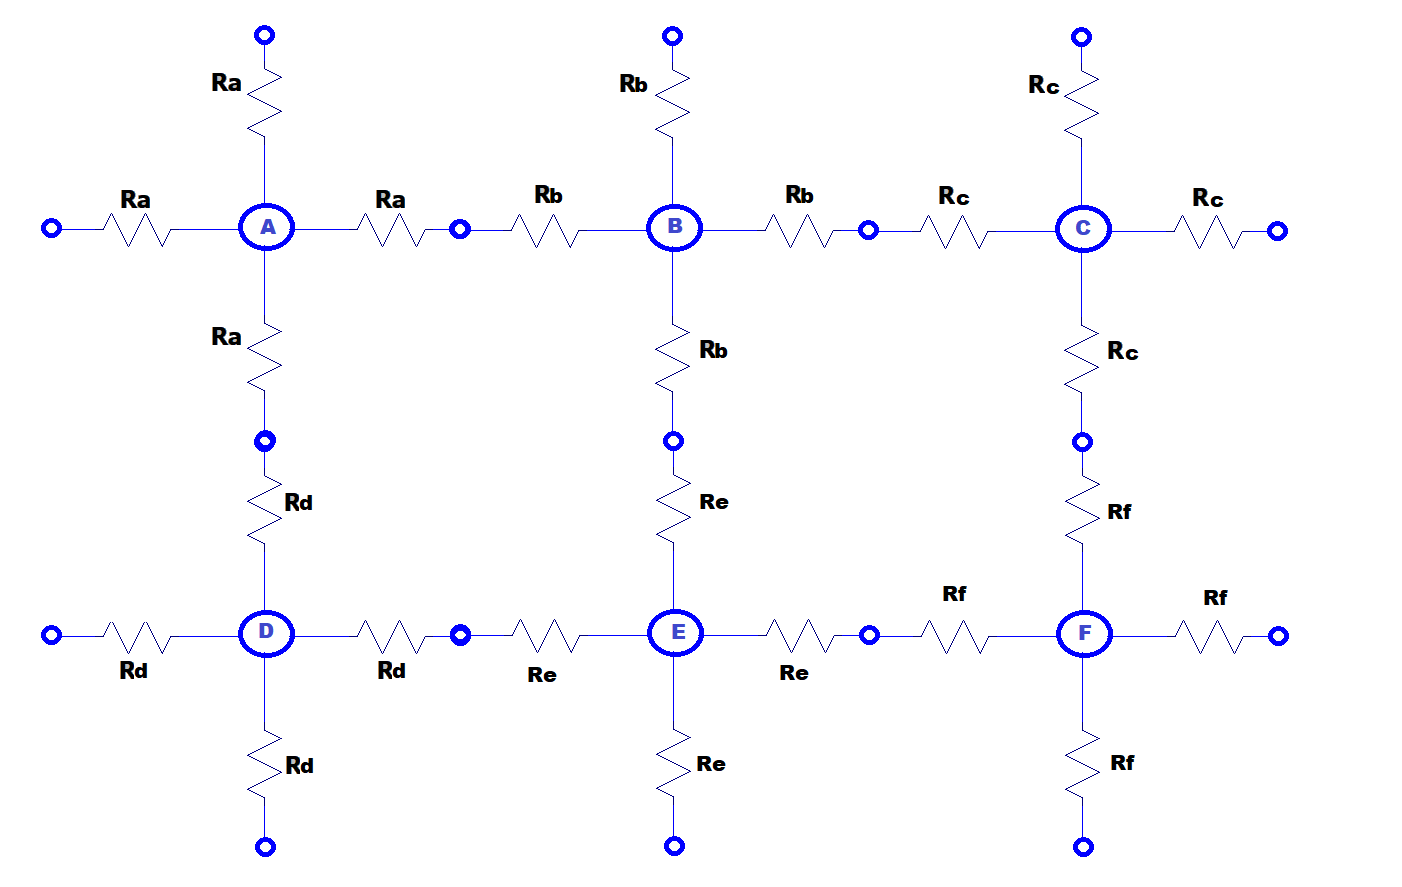 Ra Rb Rc
Ra Ra Rb Rb Rc Rc
A B C
Ra Rb Rc
Rd Re Rf
Rf Rf
D E F
Rd Rd Re Re
Rd Re Rf